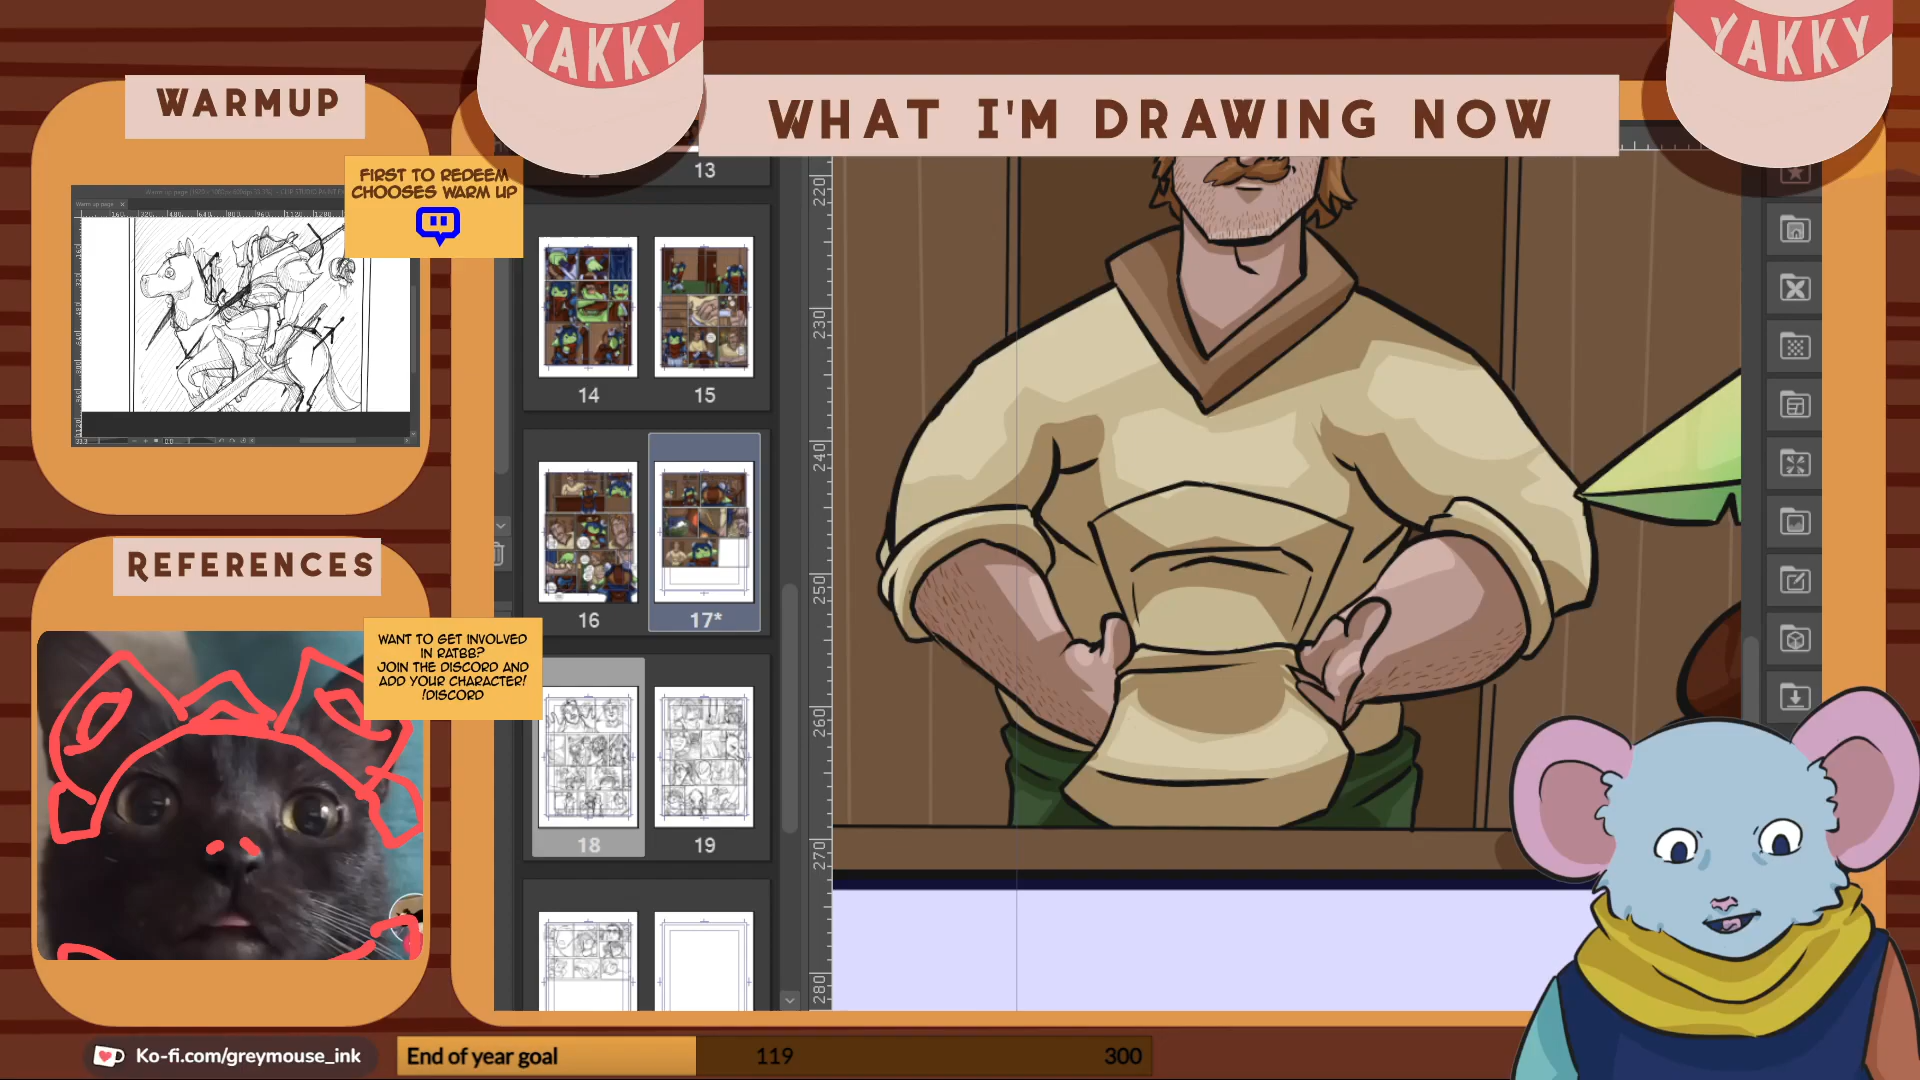 YAKKY
YAKKY
WARMUP
WHAT I'M DRAWING NOW
FIRST TO REDEEM
CHOOSES WARM UP
13
14
15
16
17*
18
19
220
230
240
250
260
270
280
REFERENCES
WANT TO GET INVOLVED
IN RAT88?
JOIN THE DISCORD AND
ADD YOUR CHARACTER!
!DISCORD
Ko-fi.com/greymouse_ink
End of year goal
119
300